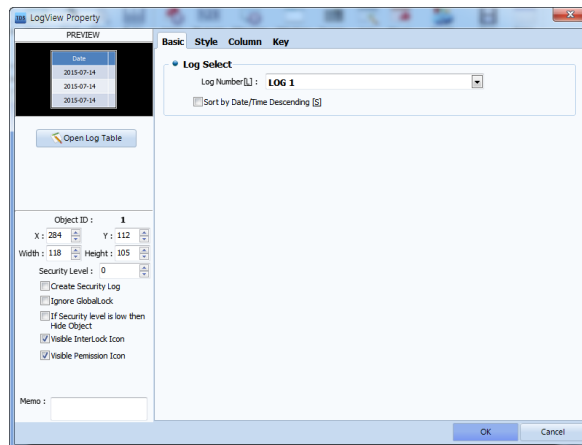 LogView Property
PREVIEW
Date
2015-07-14
2015-07-14
2015-07-14
Open Log Table
Object ID : 1
X : 284 Y : 112
Width : 118 Height : 105
Security Level : 0
Create Security Log
Ignore GlobalLock
If Security level is low then
Hide Object
Visible InterLock Icon
Visible Pemission Icon
Memo :
Basic Style Column Key
Log Select
Log Number[L] : LOG 1
Sort by Date/Time Descending [S]
OK Cancel